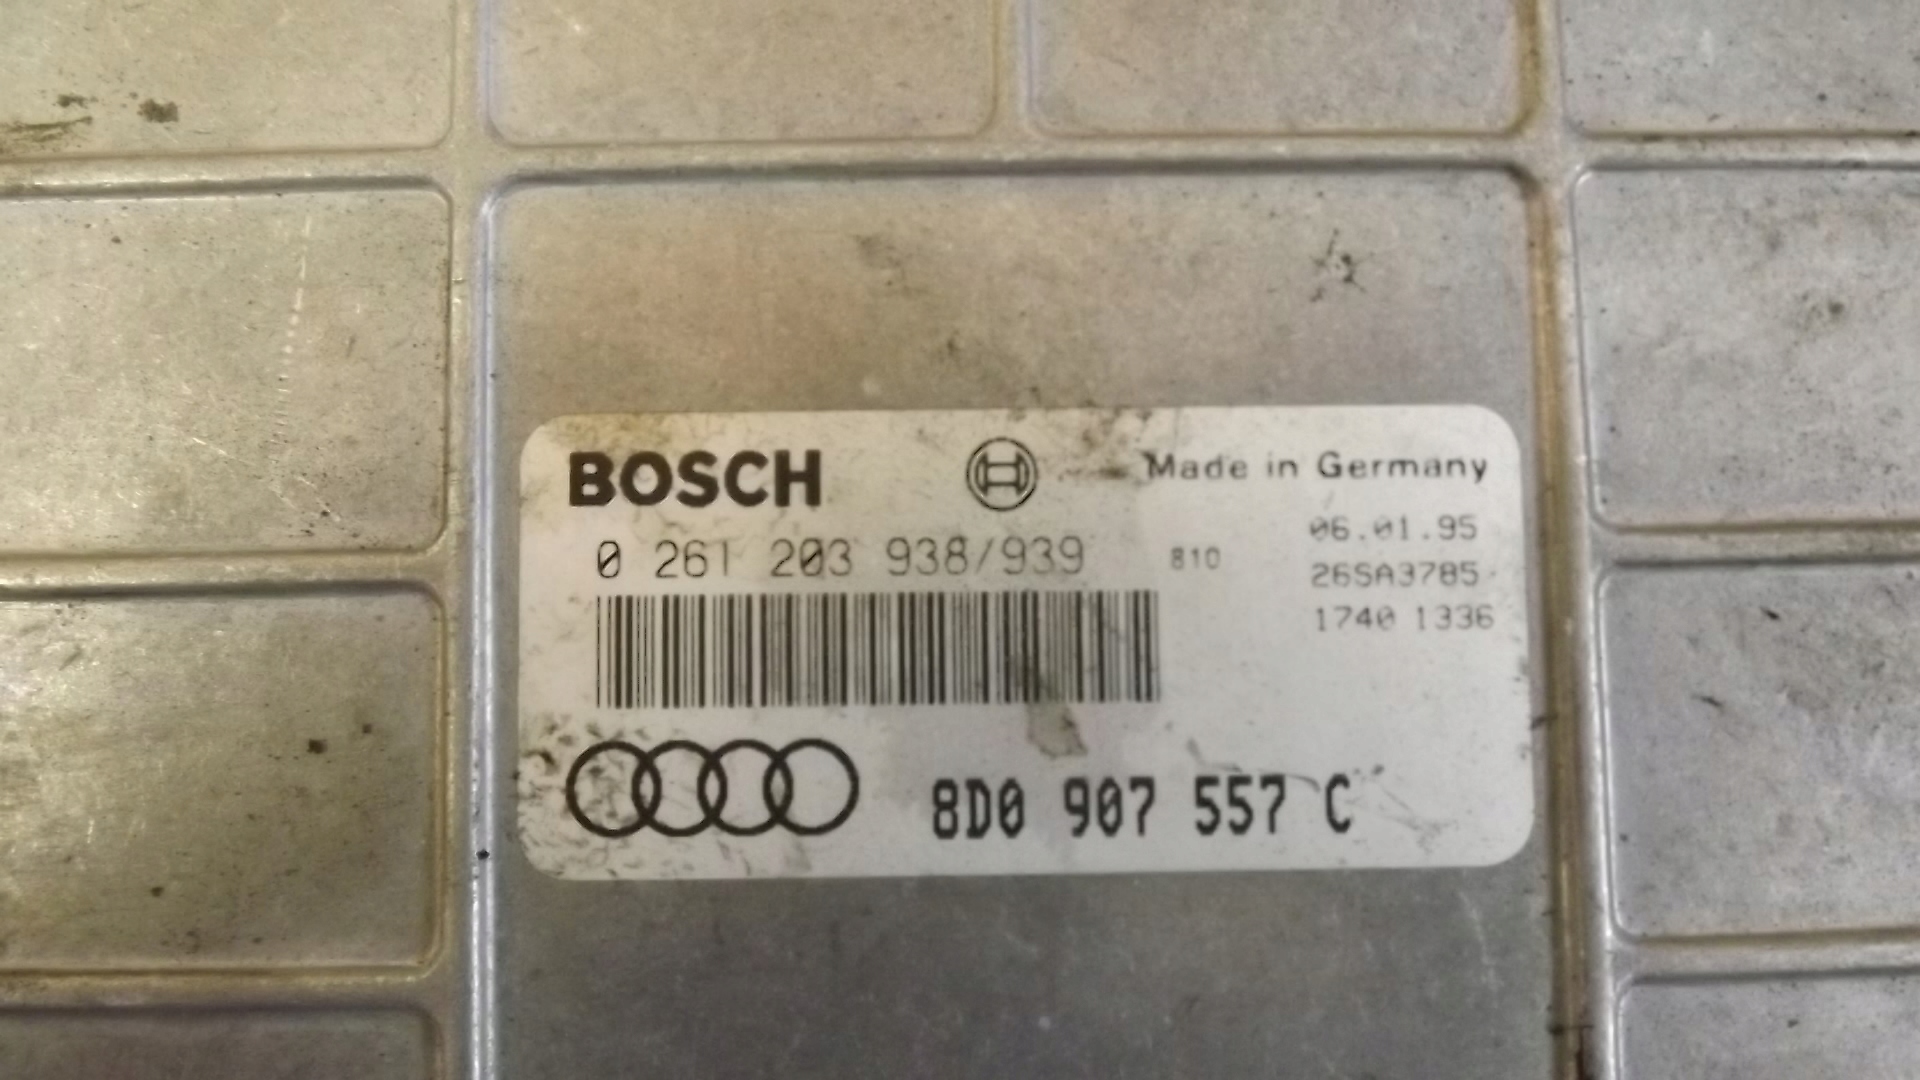 BOSCH
Made in Germany
0 261 203 938/939
810
06.01.95
26SA3785
1740 1336
8D0 907 557 C